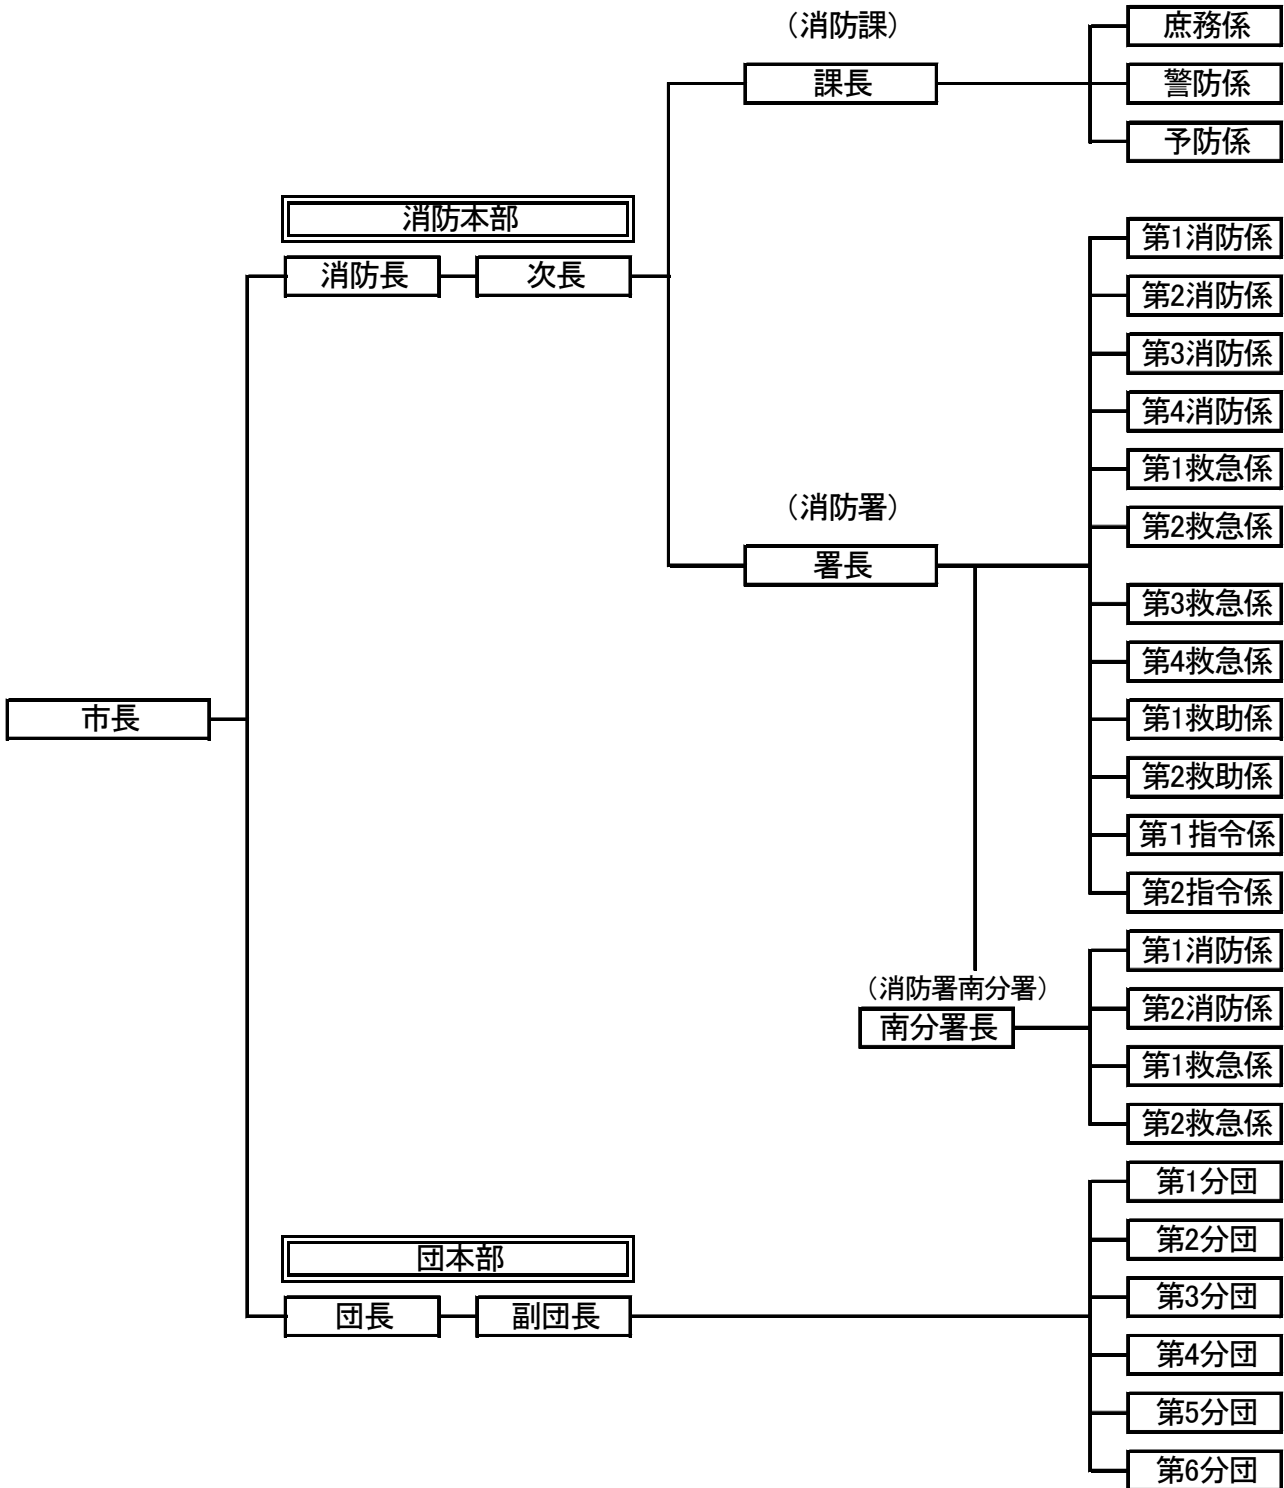 （消防課）
課長
庶務係
警防係
予防係
消防本部
消防長
次長
第1消防係
第2消防係
第3消防係
第4消防係
第1救急係
第2救急係
（消防署）
署長
第3救急係
第4救急係
第1救助係
第2救助係
第１指令係
第2指令係
市長
（消防署南分署）
南分署長
第1消防係
第2消防係
第1救急係
第2救急係
団本部
団長
副団長
第1分団
第2分団
第3分団
第4分団
第5分団
第6分団